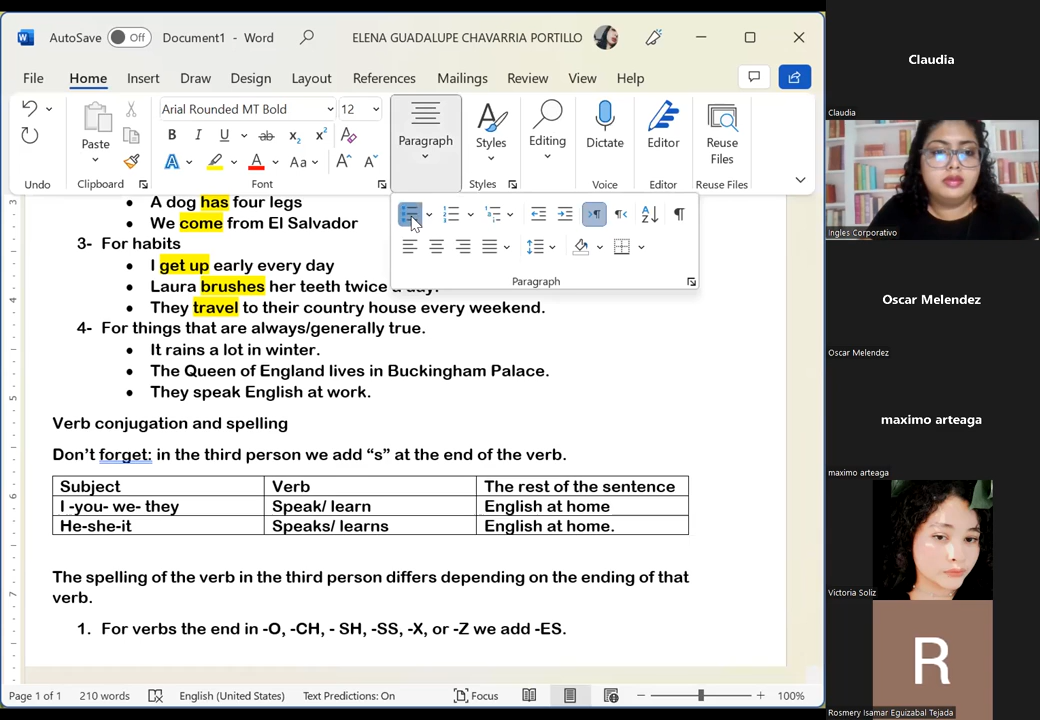 AutoSave Off Document1 - Word ELENA GUADALUPE CHAVARRIA PORTILLO
File Home Insert Draw Design Layout References Mailings Review View Help
Arial Rounded MT Bold 12
Paste
Paragraph
Styles
Editing
Dictate
Editor
Reuse Files
B I U ab x₂ x² A
A A Aa A A
Undo Clipboard Font Styles Voice Editor Reuse Files
Paragraph
• A dog has four legs
• We come from El Salvador
3- For habits
• I get up early every day
• Laura brushes her teeth twice a day.
• They travel to their country house every weekend.
4- For things that are always/generally true.
• It rains a lot in winter.
• The Queen of England lives in Buckingham Palace.
• They speak English at work.
Verb conjugation and spelling
Don't forget: in the third person we add “s” at the end of the verb.
Subject Verb The rest of the sentence
I -you- we- they Speak/ learn English at home
He-she-it Speaks/ learns English at home.
The spelling of the verb in the third person differs depending on the ending of that
verb.
1. For verbs the end in -O, -CH, - SH, -SS, -X, or -Z we add -ES.
3
4
5
6
7
Page 1 of 1 210 words English (United States) Text Predictions: On Focus 100%
Claudia
Claudia
Ingles Corporativo
Oscar Melendez
Oscar Melendez
maximo arteaga
maximo arteaga
Victoria Soliz
R
Rosmery Isamar Eguizabal Tejada